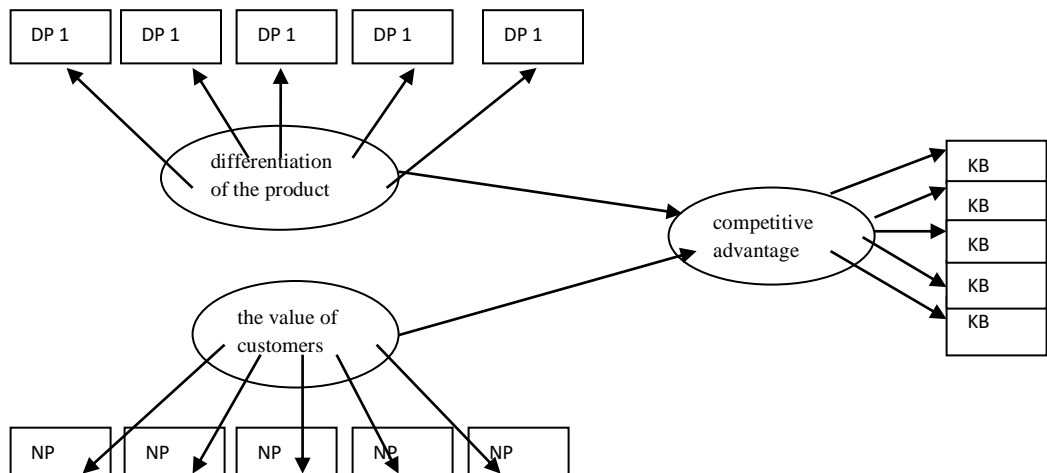 DP 1
DP 1
DP 1
DP 1
DP 1
differentiation
of the product
competitive
advantage
KB
KB
KB
KB
KB
the value of
customers
NP
NP
NP
NP
NP